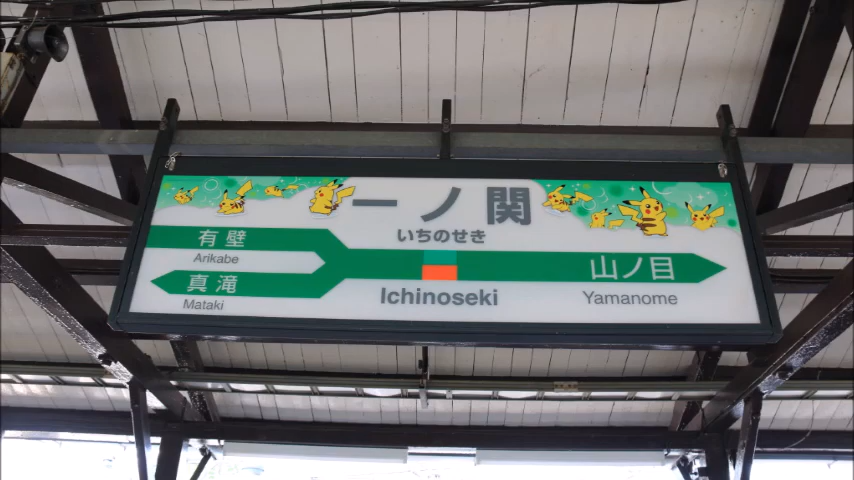 一ノ関
いちのせき
有壁
Arikabe
真滝
Mataki
山ノ目
Yamanome
Ichinoseki